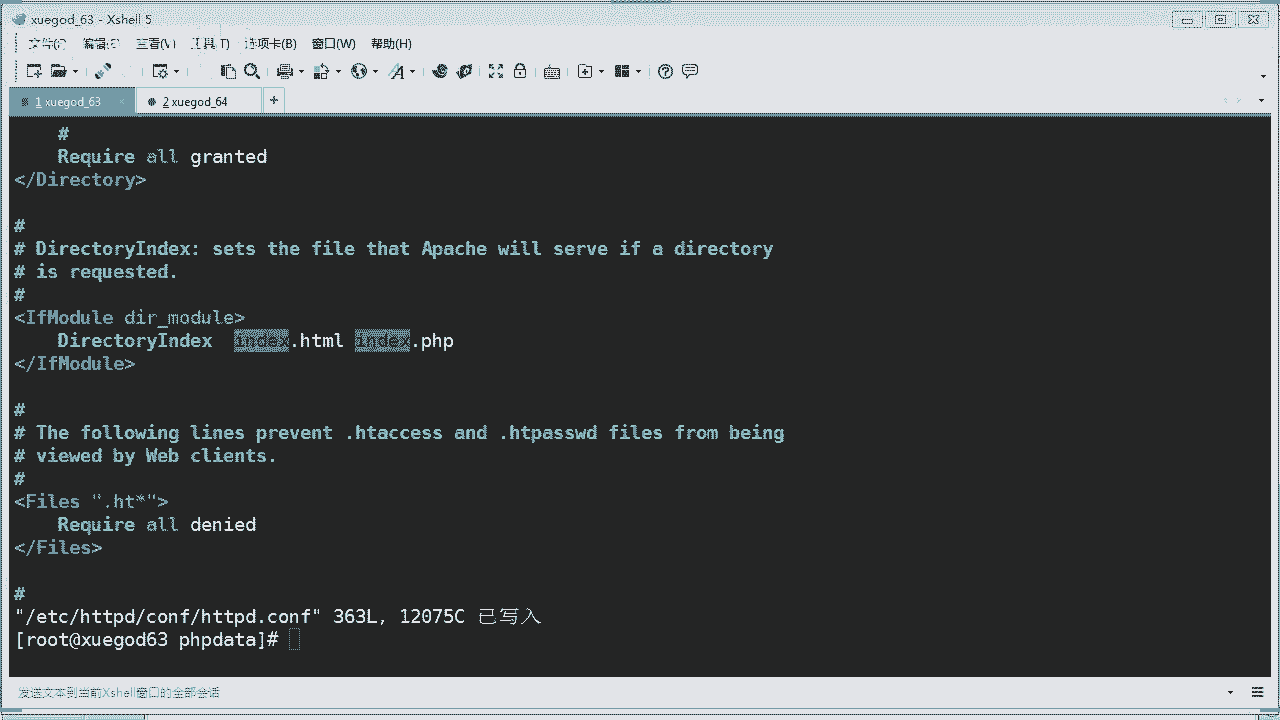 xuegod_63 - Xshell 5
文件(F) 编辑(E) 查看(V) 工具(T) 选项卡(B) 窗口(W) 帮助(H)
1 xuegod_63 × 2 xuegod_64 +
#
Require all granted
</Directory>
#
# DirectoryIndex: sets the file that Apache will serve if a directory
# is requested.
#
<IfModule dir_module>
DirectoryIndex index.html index.php
</IfModule>
#
# The following lines prevent .htaccess and .htpasswd files from being
# viewed by Web clients.
#
<Files ".ht*">
Require all denied
</Files>
#
"/etc/httpd/conf/httpd.conf" 363L, 12075C 已写入
[root@xuegod63 phpdata]#
发送文本到当前Xshell窗口的全部会话